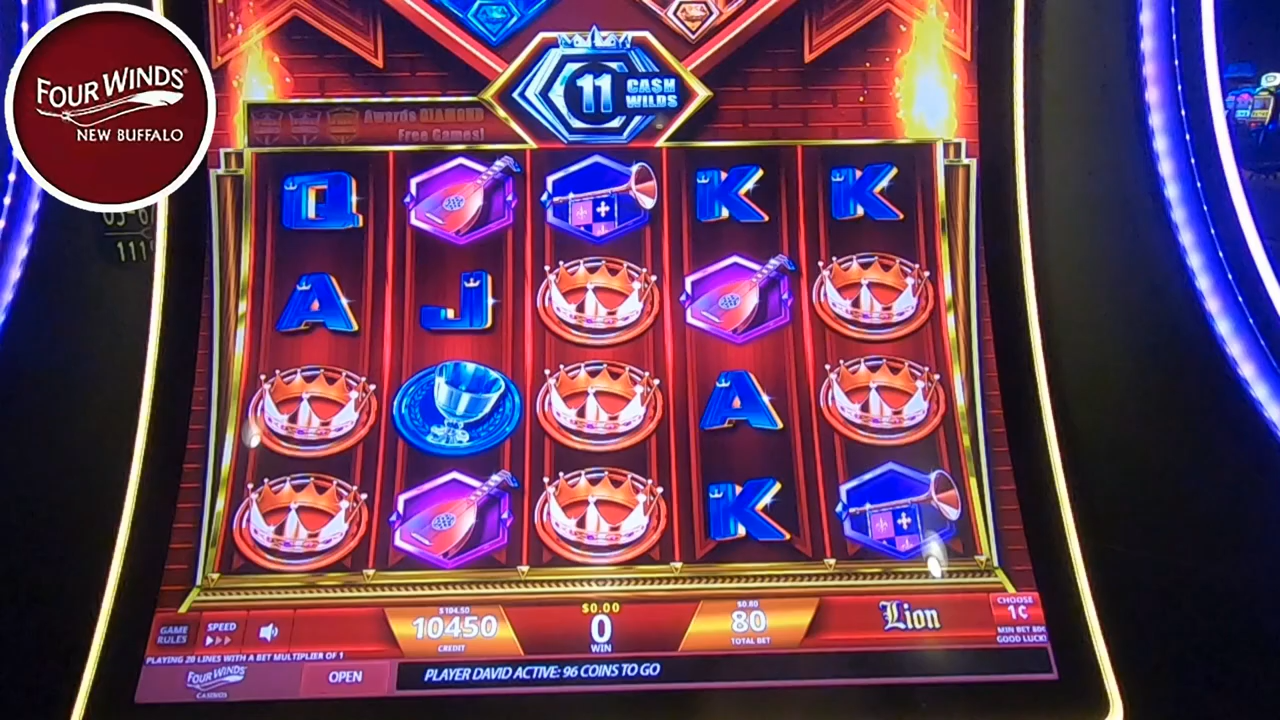 FOUR WINDS®
NEW BUFFALO
11 CASH
WILDS
Awards DIAMOND
Free Games!
Q K K
A J
A
K
111
$104.50
10450
CREDIT
$0.00
0
WIN
$0.80
80
TOTAL BET
Lion
CHOOSE
1¢
MIN BET 80¢
GOOD LUCK!
GAME
RULES
SPEED
PLAYING 20 LINES WITH A BET MULTIPLIER OF 1
FOUR WINDS
CASINOS
OPEN
PLAYER DAVID ACTIVE: 96 COINS TO GO